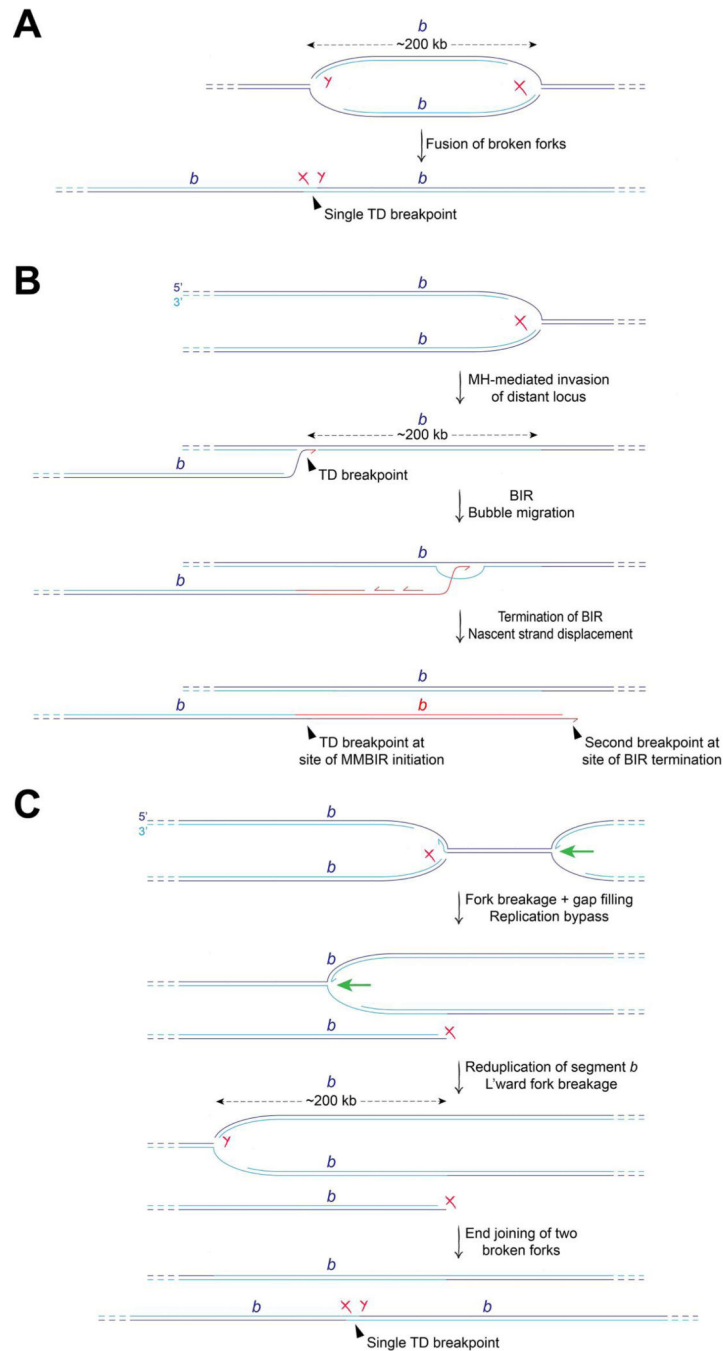 A
b
~200 kb
Y
X
b
Fusion of broken forks
b
X Y
b
Single TD breakpoint
B
b
5'
3'
X
b
MH-mediated invasion
of distant locus
b
~200 kb
b
TD breakpoint
BIR
Bubble migration
b
b
Termination of BIR
Nascent strand displacement
b
b
b
TD breakpoint at
site of MMBIR initiation
Second breakpoint at
site of BIR termination
C
5'
3'
b
X
b
Fork breakage + gap filling
Replication bypass
b
b
X
Reduplication of segment b
L'ward fork breakage
b
~200 kb
Y
b
b
X
End joining of two
broken forks
b
b
X Y
b
Single TD breakpoint